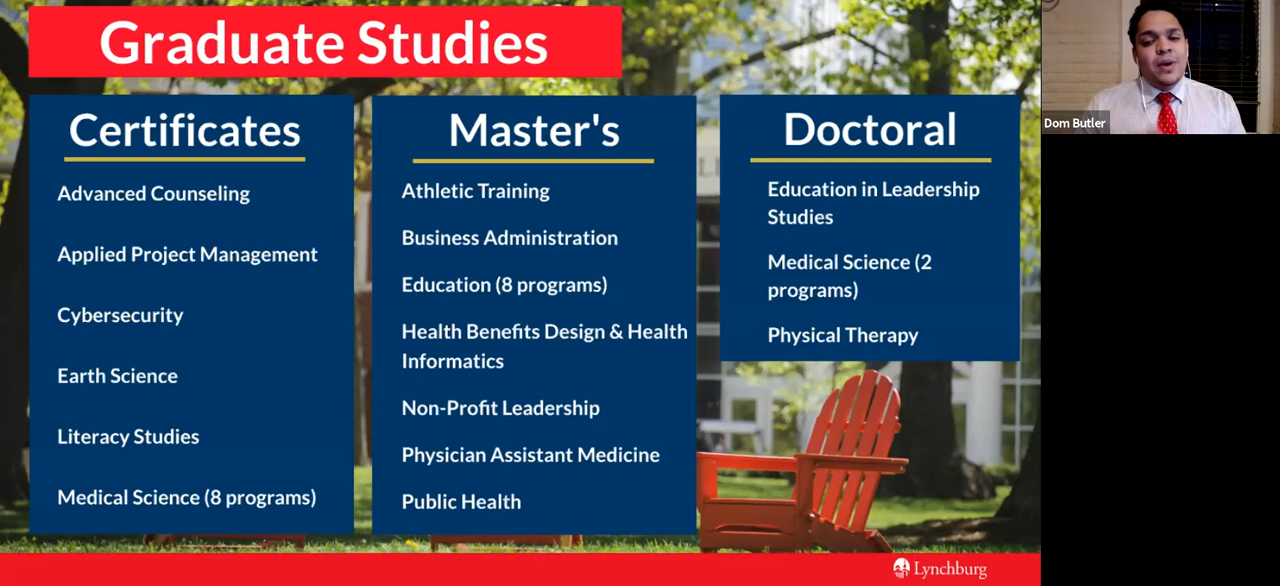 Graduate Studies
Certificates
Advanced Counseling
Applied Project Management
Cybersecurity
Earth Science
Literacy Studies
Medical Science (8 programs)
Master's
Athletic Training
Business Administration
Education (8 programs)
Health Benefits Design & Health
Informatics
Non-Profit Leadership
Physician Assistant Medicine
Public Health
Doctoral
Education in Leadership
Studies
Medical Science (2
programs)
Physical Therapy
Lynchburg
Dom Butler